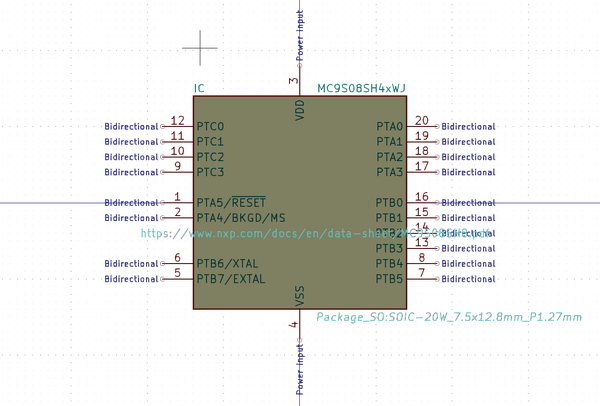 Power Input
3
IC MC9S08SH4xWJ
VDD
Bidirectional 12 PTC0 PTA0 20 Bidirectional
Bidirectional 11 PTC1 PTA1 19 Bidirectional
Bidirectional 10 PTC2 PTA2 18 Bidirectional
Bidirectional 9 PTC3 PTA3 17 Bidirectional
Bidirectional 1 PTA5/RESET PTB0 16 Bidirectional
Bidirectional 2 PTA4/BKGD/MS PTB1 15 Bidirectional
https://www.nxp.com/docs/en/data-sheet/ PTB2 14 Bidirectional
PTB3 13 Bidirectional
Bidirectional 6 PTB6/XTAL PTB4 8 Bidirectional
Bidirectional 5 PTB7/EXTAL PTB5 7 Bidirectional
VSS
Package_SO:SOIC-20W_7.5x12.8mm_P1.27mm
4
Power Input